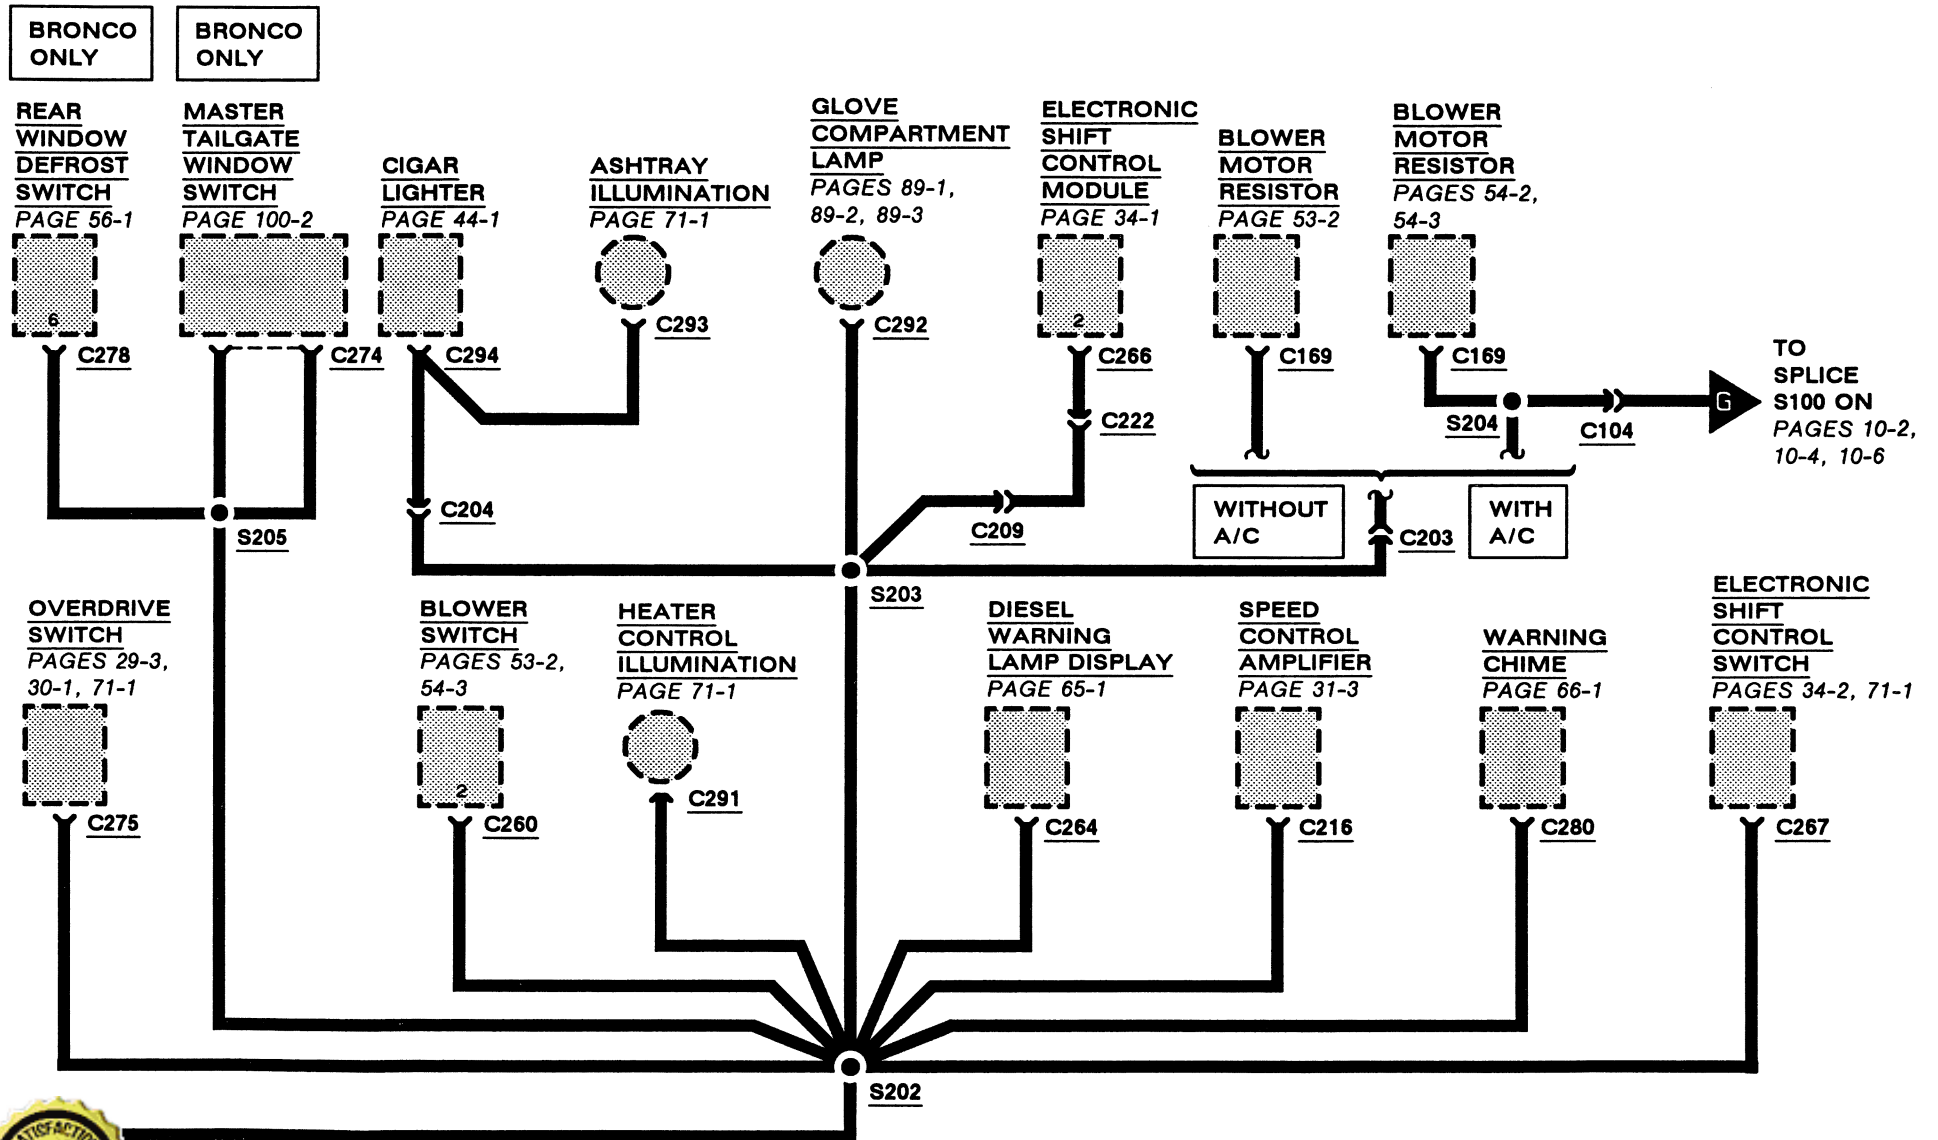 BRONCO
ONLY
BRONCO
ONLY
REAR
WINDOW
DEFROST
SWITCH
PAGE 56-1
6
C278
MASTER
TAILGATE
WINDOW
SWITCH
PAGE 100-2
C274
CIGAR
LIGHTER
PAGE 44-1
C294
ASHTRAY
ILLUMINATION
PAGE 71-1
C293
GLOVE
COMPARTMENT
LAMP
PAGES 89-1,
89-2, 89-3
C292
ELECTRONIC
SHIFT
CONTROL
MODULE
PAGE 34-1
2
C266
C222
BLOWER
MOTOR
RESISTOR
PAGE 53-2
C169
BLOWER
MOTOR
RESISTOR
PAGES 54-2,
54-3
C169
S204
C104
G
TO
SPLICE
S100 ON
PAGES 10-2,
10-4, 10-6
S205
C204
C209
WITHOUT
A/C
C203
WITH
A/C
S203
OVERDRIVE
SWITCH
PAGES 29-3,
30-1, 71-1
C275
BLOWER
SWITCH
PAGES 53-2,
54-3
2
C260
HEATER
CONTROL
ILLUMINATION
PAGE 71-1
C291
DIESEL
WARNING
LAMP DISPLAY
PAGE 65-1
C264
SPEED
CONTROL
AMPLIFIER
PAGE 31-3
C216
WARNING
CHIME
PAGE 66-1
C280
ELECTRONIC
SHIFT
CONTROL
SWITCH
PAGES 34-2, 71-1
C267
S202